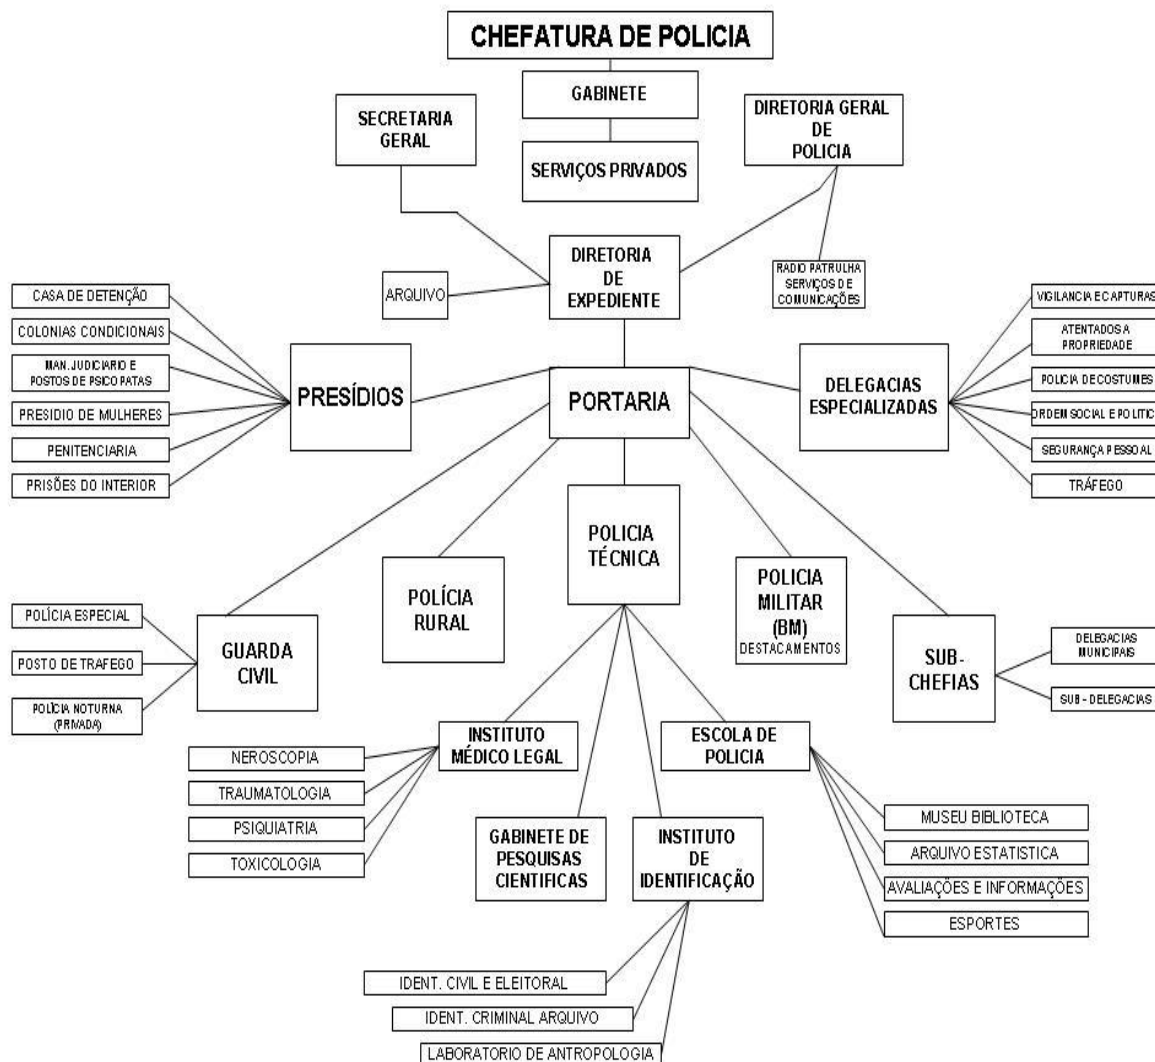 CHEFATURA DE POLICIA
GABINETE
SECRETARIA
GERAL
DIRETORIA GERAL
DE
POLICIA
SERVIÇOS PRIVADOS
DIRETORIA
DE
EXPEDIENTE
ARQUIVO
RADIO PATRULHA
SERVIÇOS DE
COMUNICAÇÕES
CASA DE DETENÇÃO
COLONIAS CONDICIONAIS
MAN. JUDICIARIO E
POSTOS DE PSICOPATAS
PRESIDIO DE MULHERES
PENITENCIARIA
PRISÕES DO INTERIOR
PRESÍDIOS
PORTARIA
DELEGACIAS
ESPECIALIZADAS
VIGILANCIA E CAPTURAS
ATENTADOS A
PROPRIEDADE
POLICIA DE COSTUMES
ORDEM SOCIAL E POLITIC
SEGURANÇA PESSOAL
TRÁFEGO
POLICIA
TÉCNICA
POLÍCIA
RURAL
POLICIA
MILITAR
(BM)
DESTACAMENTOS
POLÍCIA ESPECIAL
POSTO DE TRAFEGO
POLÍCIA NOTURNA
(PRIVADA)
GUARDA
CIVIL
SUB-
CHEFIAS
DELEGACIAS
MUNICIPAIS
SUB - DELEGACIAS
INSTITUTO
MÉDICO LEGAL
ESCOLA DE
POLICIA
NEROSCOPIA
TRAUMATOLOGIA
PSIQUIATRIA
TOXICOLOGIA
GABINETE DE
PESQUISAS
CIENTIFICAS
INSTITUTO
DE
IDENTIFICAÇÃO
MUSEU BIBLIOTECA
ARQUIVO ESTATISTICA
AVALIAÇÕES E INFORMAÇÕES
ESPORTES
IDENT. CIVIL E ELEITORAL
IDENT. CRIMINAL ARQUIVO
LABORATORIO DE ANTROPOLOGIA